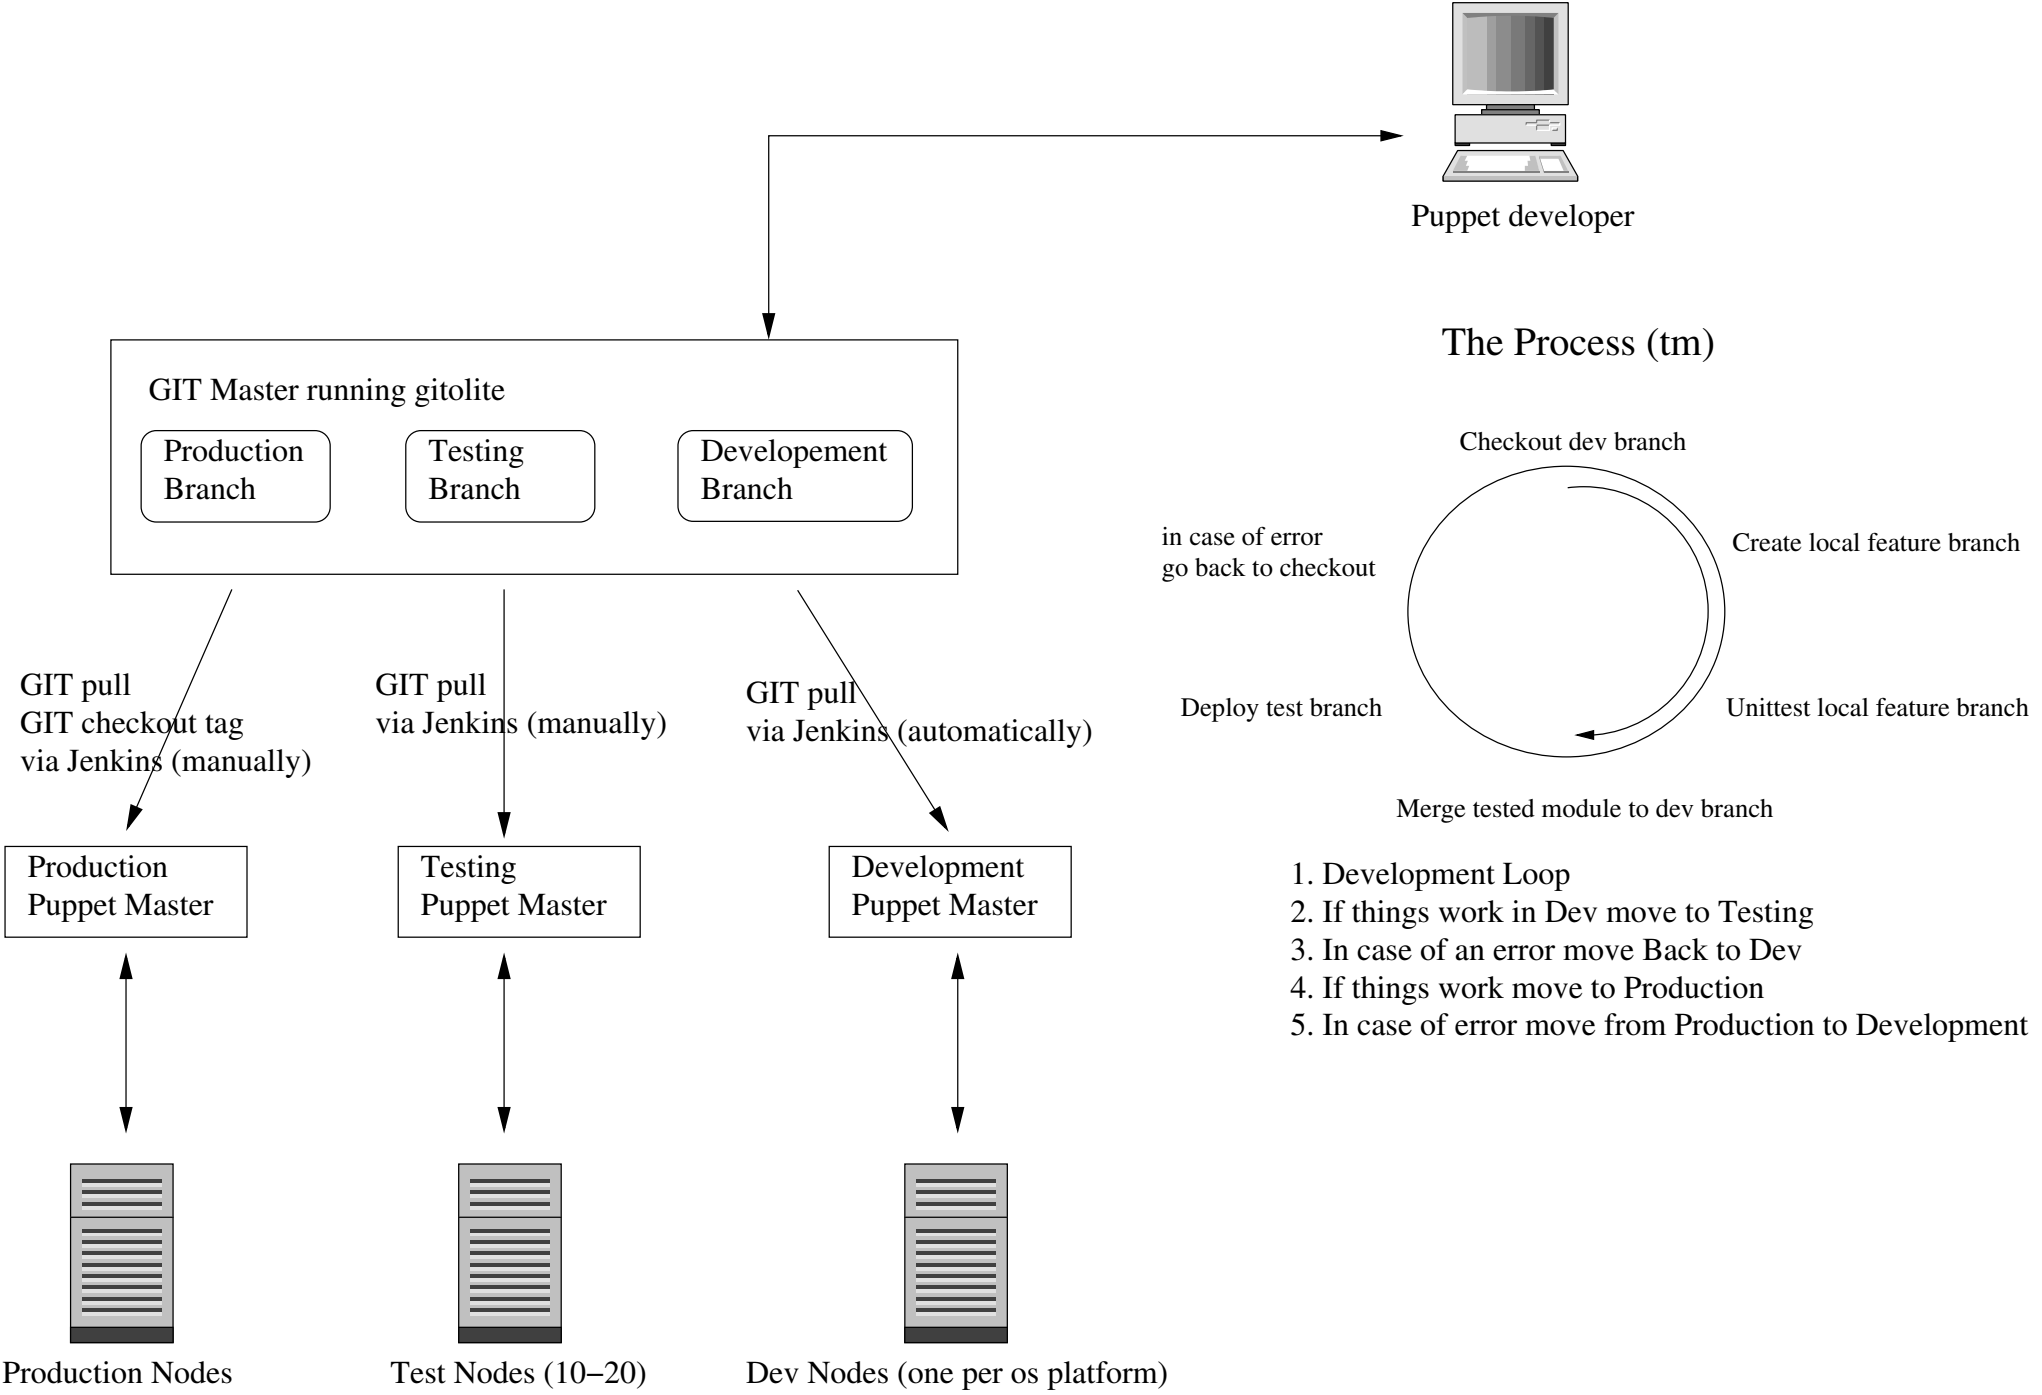 Puppet developer
The Process (tm)
GIT Master running gitolite
Production
Branch
Testing
Branch
Developement
Branch
Checkout dev branch
in case of error
go back to checkout
Create local feature branch
Deploy test branch
Unittest local feature branch
Merge tested module to dev branch
GIT pull
GIT checkout tag
via Jenkins (manually)
GIT pull
via Jenkins (manually)
GIT pull
via Jenkins (automatically)
Production
Puppet Master
Testing
Puppet Master
Development
Puppet Master
1. Development Loop
2. If things work in Dev move to Testing
3. In case of an error move Back to Dev
4. If things work move to Production
5. In case of error move from Production to Development
Production Nodes
Test Nodes (10−20)
Dev Nodes (one per os platform)